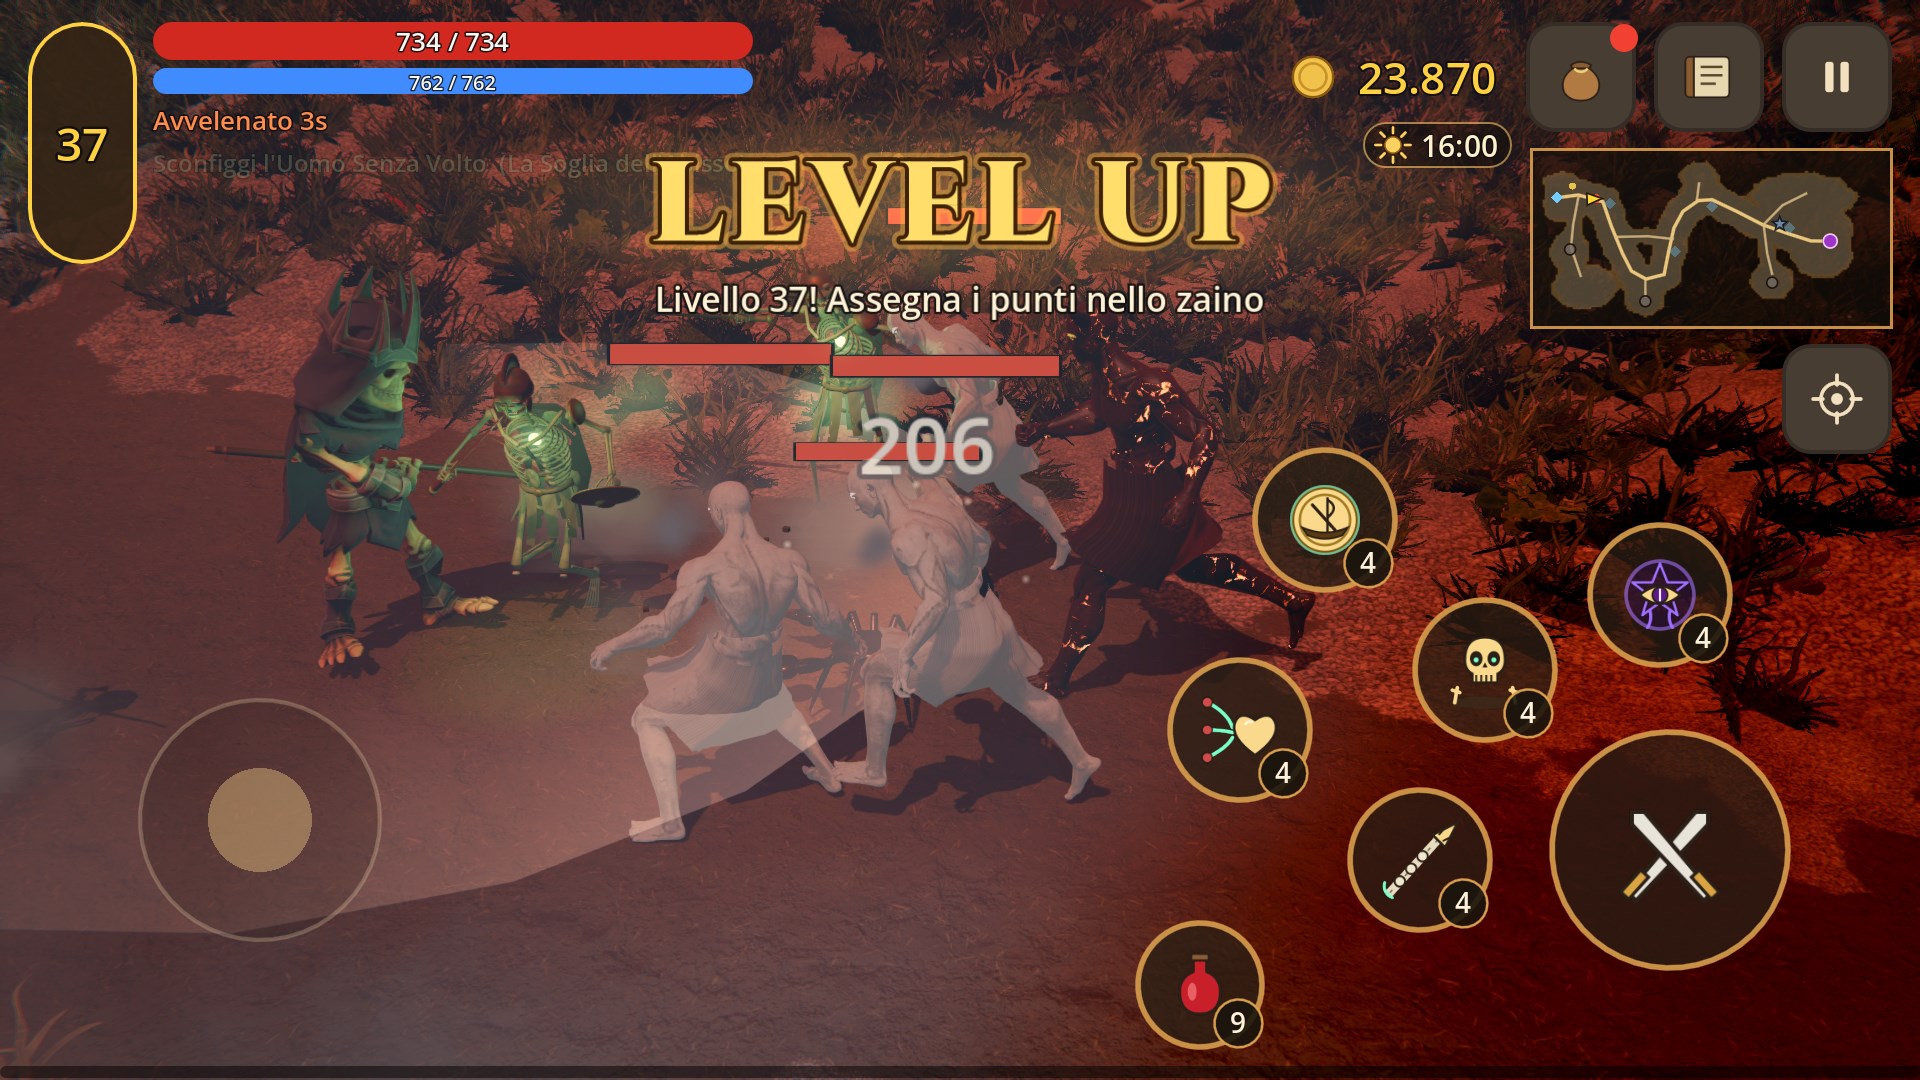 734 / 734
762 / 762
37
Avvelenato 3s
23.870
16:00
Sconfiggi l'Uomo Senza Volto (La Soglia
LEVEL UP
Livello 37! Assegna i punti nello zaino
206
4
4
4
4
4
9